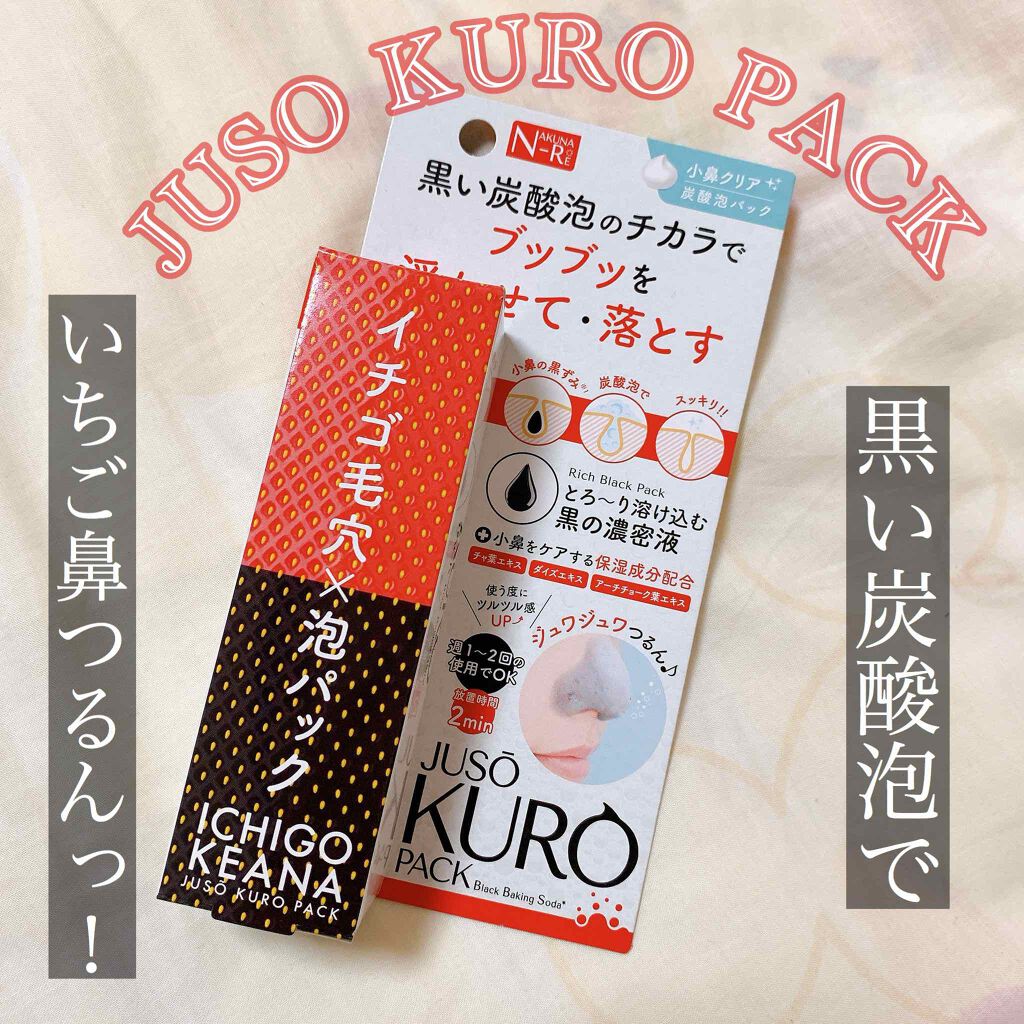 JUSO KURO PACK
黒い炭酸泡で
いちご鼻つるんっ！
NAKUNA
N-RE
小鼻クリア
炭酸泡パック
黒い炭酸泡のチカラで
ブツブツを
せて・落とす
小鼻の黒ずみ※1
炭酸泡で
スッキリ!!
Rich Black Pack
とろ〜り溶け込む
黒の濃密液
小鼻をケアする保湿成分配合
チャ葉エキス
ダイズエキス
アーチチョーク葉エキス
使う度に
ツルツル感
UP
ジュワジュワつるん♪
週1〜2回の
使用でOK
放置時間
2min
JUSŌ
KURO
PACK
Black Baking Soda*
イチゴ毛穴×泡パック
ICHIGO
KEANA
JUSŌ KURO PACK